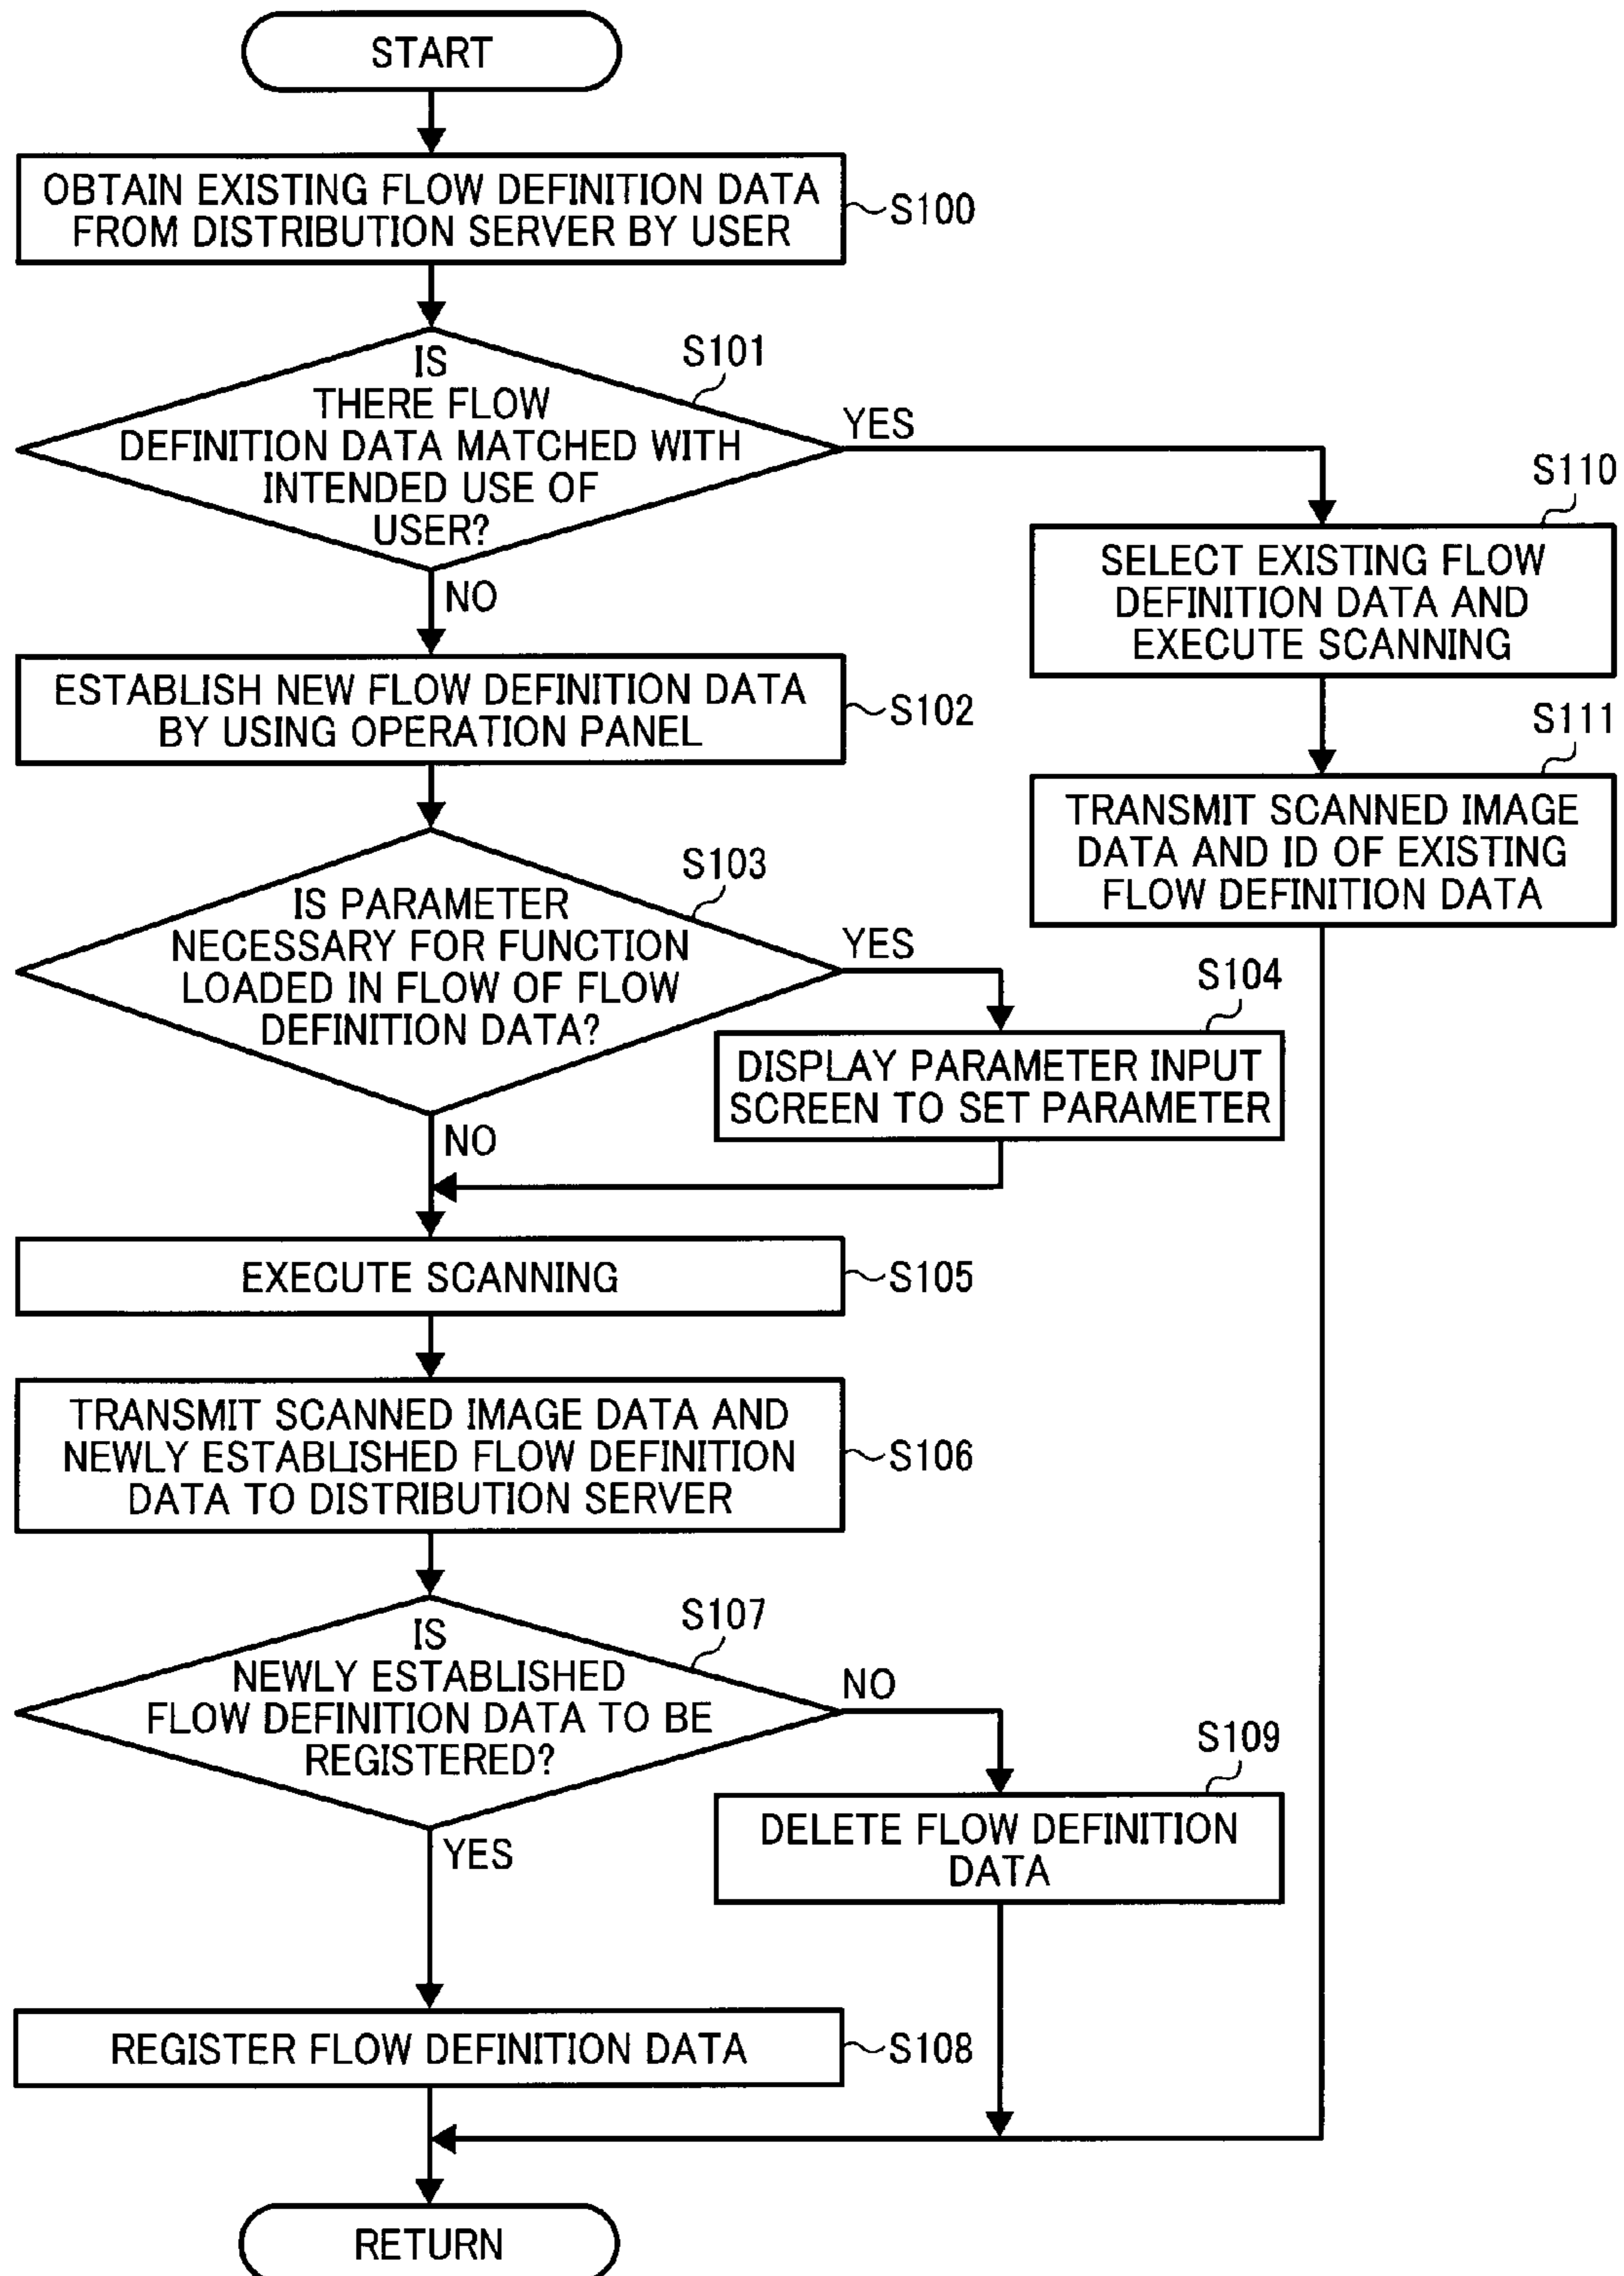 START
OBTAIN EXISTING FLOW DEFINITION DATA
FROM DISTRIBUTION SERVER BY USER
S100
IS
THERE FLOW
DEFINITION DATA MATCHED WITH
INTENDED USE OF
USER?
S101
YES
NO
S110
SELECT EXISTING FLOW
DEFINITION DATA AND
EXECUTE SCANNING
ESTABLISH NEW FLOW DEFINITION DATA
BY USING OPERATION PANEL
S102
S111
TRANSMIT SCANNED IMAGE
DATA AND ID OF EXISTING
FLOW DEFINITION DATA
IS PARAMETER
NECESSARY FOR FUNCTION
LOADED IN FLOW OF FLOW
DEFINITION DATA?
S103
YES
NO
S104
DISPLAY PARAMETER INPUT
SCREEN TO SET PARAMETER
EXECUTE SCANNING
S105
TRANSMIT SCANNED IMAGE DATA AND
NEWLY ESTABLISHED FLOW DEFINITION
DATA TO DISTRIBUTION SERVER
S106
IS
NEWLY ESTABLISHED
FLOW DEFINITION DATA TO BE
REGISTERED?
S107
NO
YES
S109
DELETE FLOW DEFINITION
DATA
REGISTER FLOW DEFINITION DATA
S108
RETURN